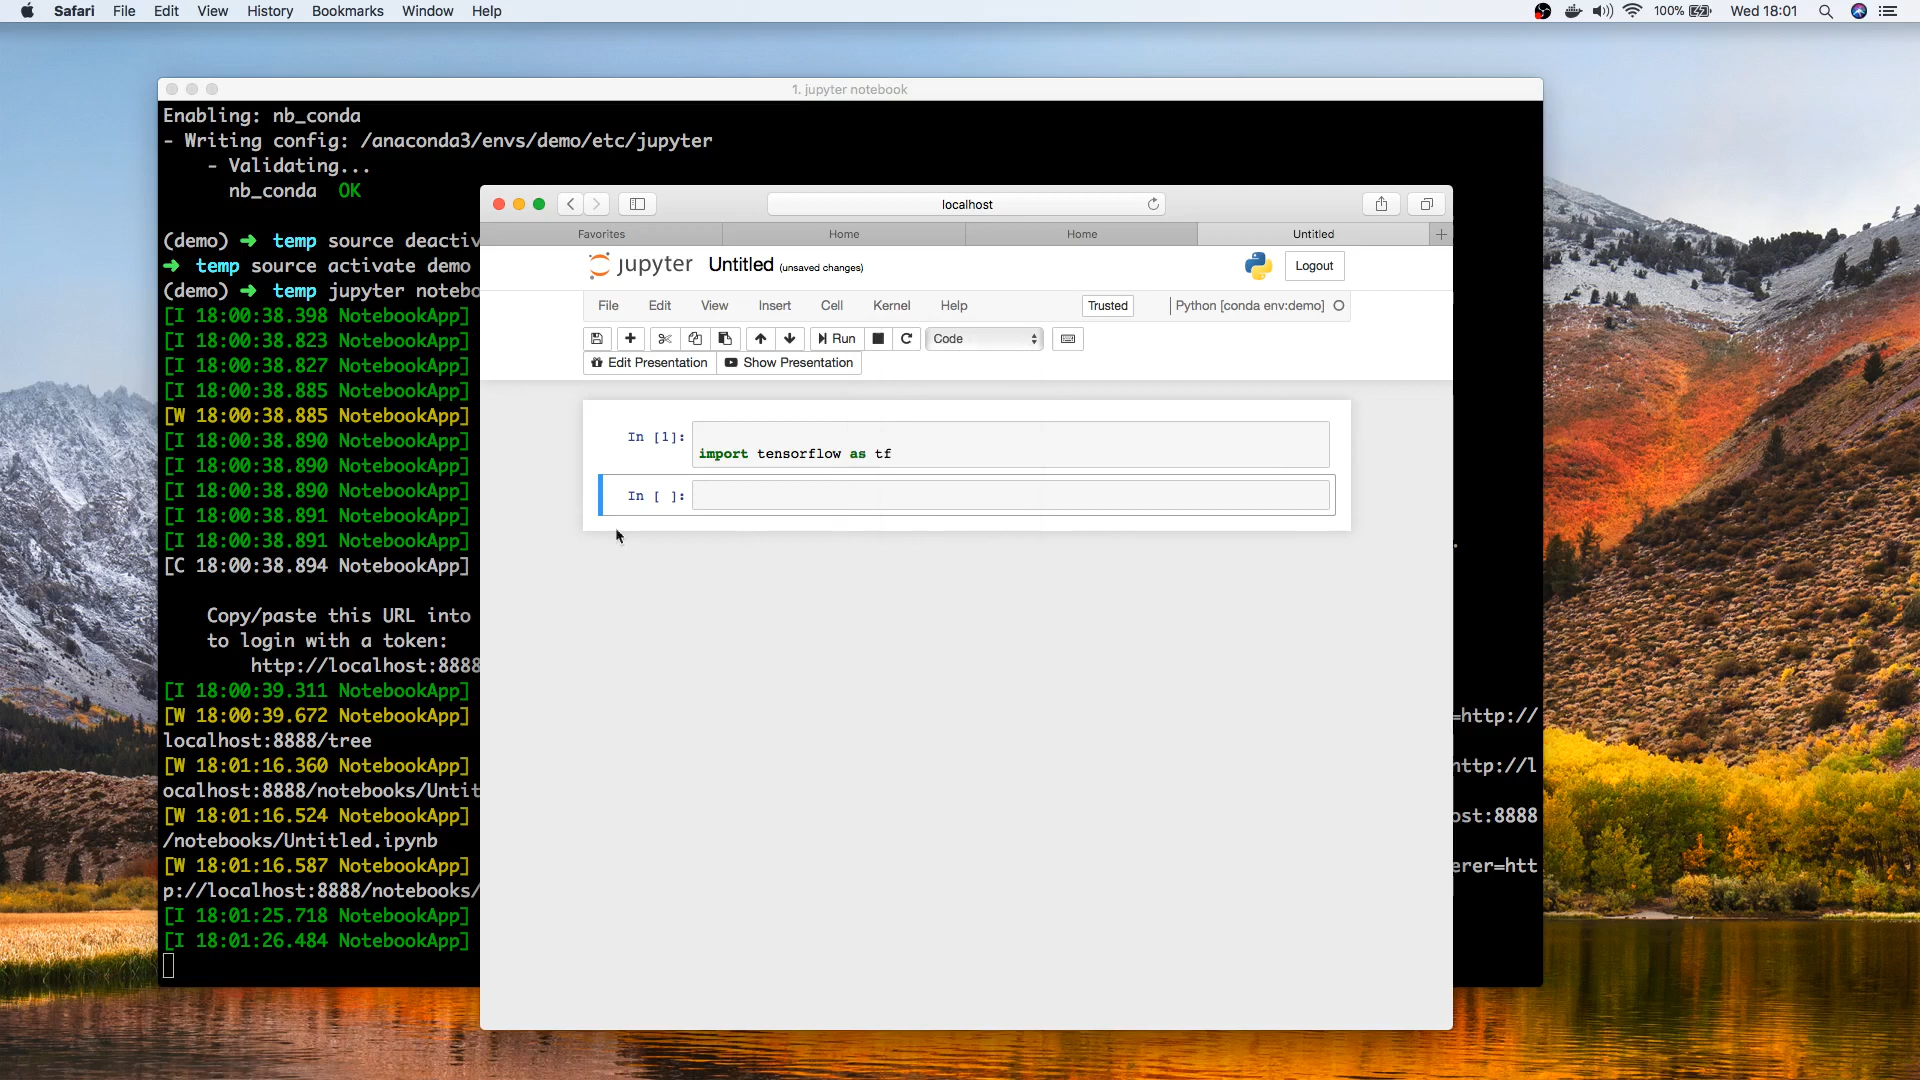 Safari File Edit View History Bookmarks Window Help
100% Wed 18:01
1. jupyter notebook
Enabling: nb_conda
- Writing config: /anaconda3/envs/demo/etc/jupyter
- Validating...
nb_conda OK
(demo) ➜ temp source deactiv
➜ temp source activate demo
(demo) ➜ temp jupyter notebo
[I 18:00:38.398 NotebookApp]
[I 18:00:38.823 NotebookApp]
[I 18:00:38.827 NotebookApp]
[I 18:00:38.885 NotebookApp]
[W 18:00:38.885 NotebookApp]
[I 18:00:38.890 NotebookApp]
[I 18:00:38.890 NotebookApp]
[I 18:00:38.890 NotebookApp]
[I 18:00:38.891 NotebookApp]
[I 18:00:38.891 NotebookApp]
[C 18:00:38.894 NotebookApp]
Copy/paste this URL into
to login with a token:
http://localhost:8888
[I 18:00:39.311 NotebookApp]
[W 18:00:39.672 NotebookApp] =http://
localhost:8888/tree
[W 18:01:16.360 NotebookApp] http://l
ocalhost:8888/notebooks/Untit
[W 18:01:16.524 NotebookApp] ost:8888
/notebooks/Untitled.ipynb
[W 18:01:16.587 NotebookApp] erer=htt
p://localhost:8888/notebooks/
[I 18:01:25.718 NotebookApp]
[I 18:01:26.484 NotebookApp]
localhost
Favorites Home Home Untitled
jupyter Untitled (unsaved changes) Logout
File Edit View Insert Cell Kernel Help Trusted Python [conda env:demo]
Run Code
Edit Presentation Show Presentation
In [1]:
import tensorflow as tf
In [ ]: